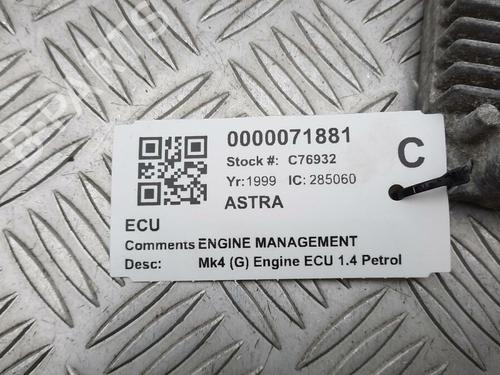 0000071881
Stock #: C76932
C
Yr: 1999 IC: 285060
ASTRA
ECU
Comments ENGINE MANAGEMENT
Desc: Mk4 (G) Engine ECU 1.4 Petrol
B PARTS